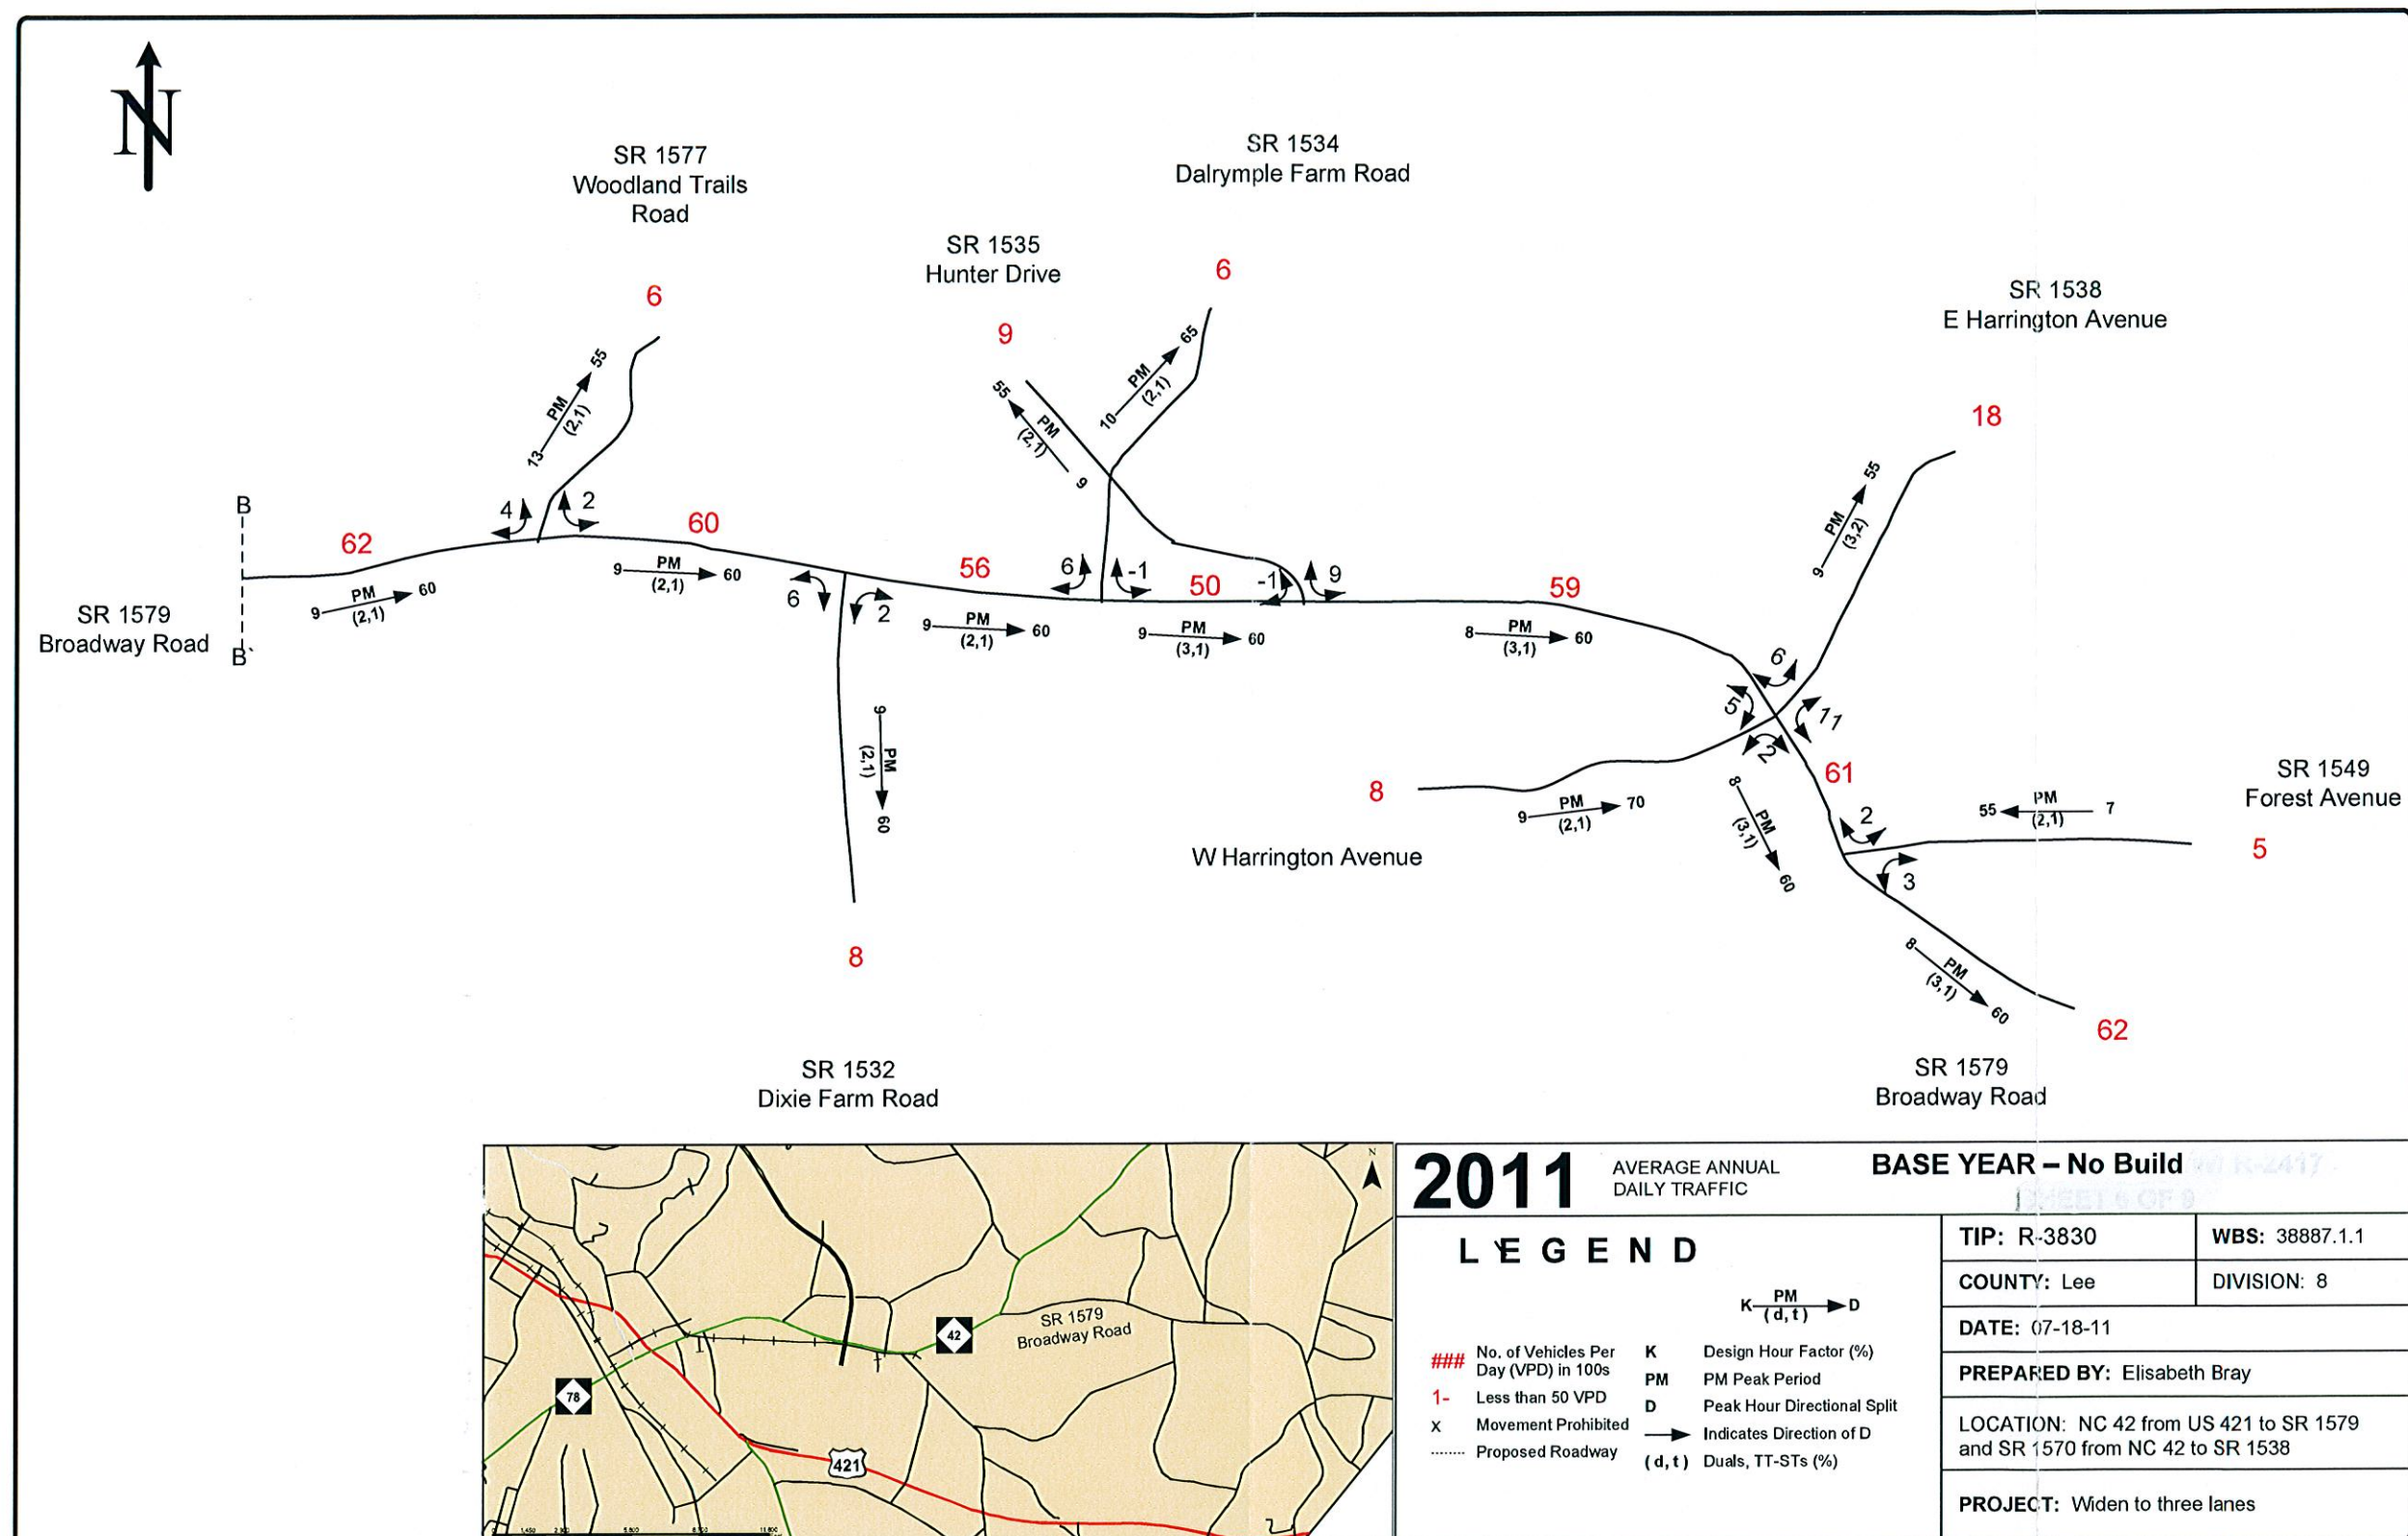 N
SR 1577
Woodland Trails
Road
6
55
PM
(2,1)
13
4
2
SR 1535
Hunter Drive
9
55
PM
(2,1)
9
SR 1534
Dalrymple Farm Road
6
65
PM
(2,1)
10
SR 1538
E Harrington Avenue
18
55
PM
(3,2)
9
B
B`
SR 1579
Broadway Road
62
9 PM 60
(2,1)
60
9 PM 60
(2,1)
6
2
56
9 PM 60
(2,1)
6
-1
50
9 PM 60
(3,1)
-1
9
59
8 PM 60
(3,1)
6
5
11
2
61
8 PM 60
(3,1)
9 PM 60
(2,1)
8
SR 1532
Dixie Farm Road
8
9 PM 70
(2,1)
W Harrington Avenue
SR 1549
Forest Avenue
55 PM 7
(2,1)
5
2
3
8 PM 60
(3,1)
62
SR 1579
Broadway Road
N
42
SR 1579
Broadway Road
78
421
2011
AVERAGE ANNUAL
DAILY TRAFFIC
BASE YEAR – No Build
LEGEND
K PM D
(d, t)
### No. of Vehicles Per
Day (VPD) in 100s
1- Less than 50 VPD
X Movement Prohibited
Proposed Roadway
K Design Hour Factor (%)
PM PM Peak Period
D Peak Hour Directional Split
Indicates Direction of D
(d, t) Duals, TT-STs (%)
TIP: R-3830
WBS: 38887.1.1
COUNTY: Lee
DIVISION: 8
DATE: 07-18-11
PREPARED BY: Elisabeth Bray
LOCATION: NC 42 from US 421 to SR 1579
and SR 1570 from NC 42 to SR 1538
PROJECT: Widen to three lanes